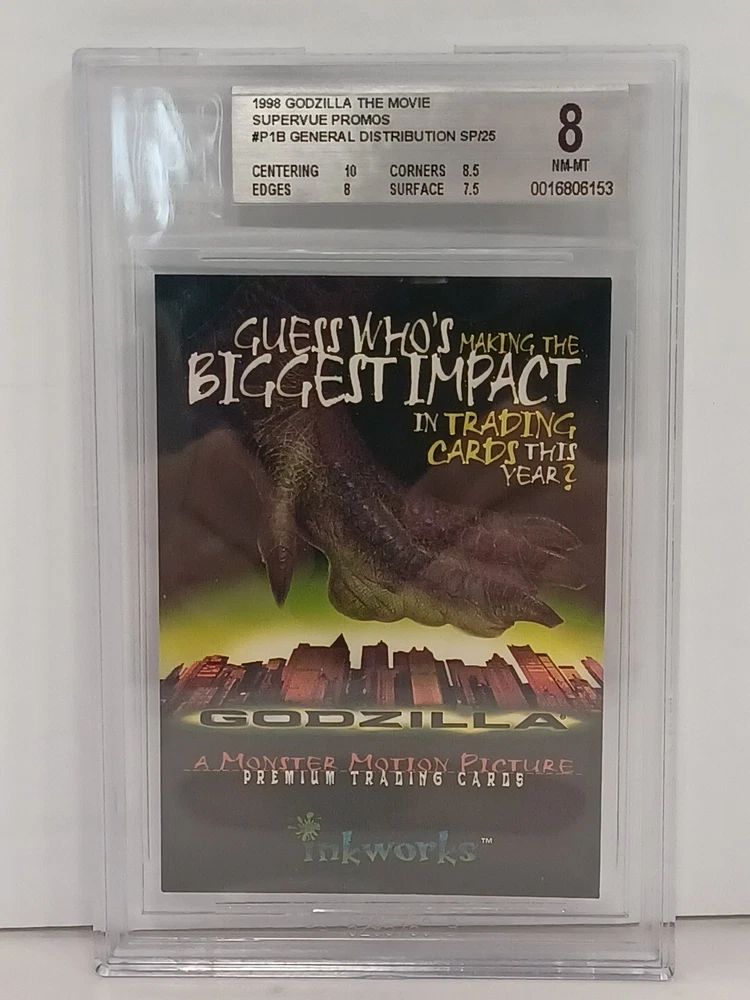 1998 GODZILLA THE MOVIE
SUPERVUE PROMOS
#P1B GENERAL DISTRIBUTION SP/25
8
NM-MT
CENTERING 10 CORNERS 8.5
EDGES 8 SURFACE 7.5
0016806153
GUESS WHO'S MAKING THE
BIGGEST IMPACT
IN TRADING
CARDS THIS
YEAR?
GODZILLA®
A MONSTER MOTION PICTURE
PREMIUM TRADING CARDS
inkworks™